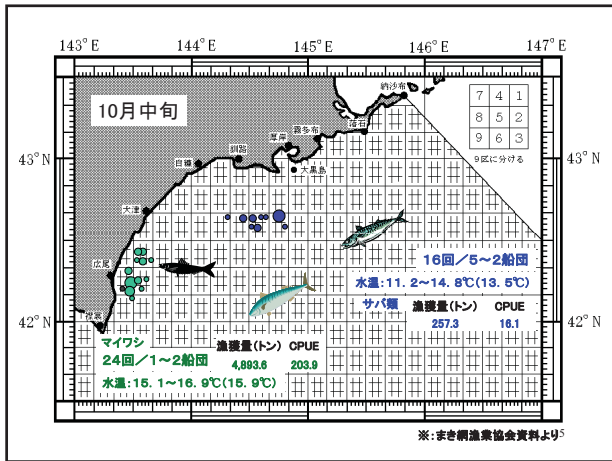 143°E 144°E 145°E 146°E 147°E
10月中旬
納沙布
落石
霧多布
厚岸
釧路
白糠
大黒島
大津
広尾
襟裳
43°N 43°N
42°N 42°N
7 4 1
8 5 2
9 6 3
9区に分ける
16回/5~2船団
水温:11.2~14.8℃(13.5℃)
サバ類 漁獲量(トン) CPUE
257.3 16.1
マイワシ 漁獲量(トン) CPUE
24回/1~2船団 4,893.6 203.9
水温:15.1~16.9℃(15.9℃)
※:まき網漁業協会資料より5